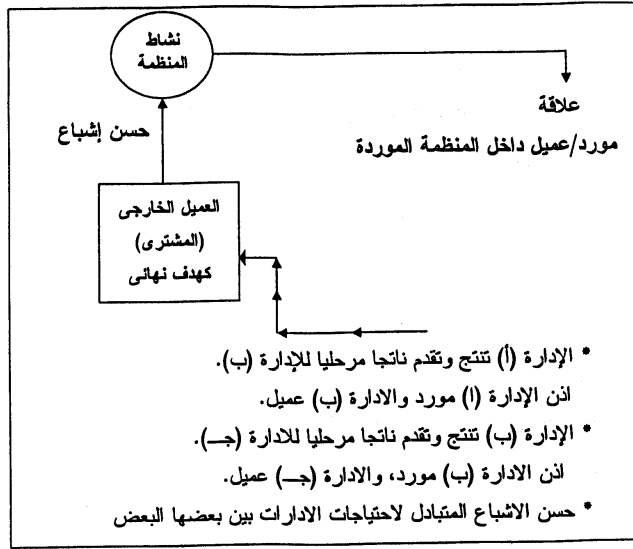 نشاط
المنظمة
علاقة
مورد/عميل داخل المنظمة الموردة
حسن إشباع
العميل الخارجى
(المشترى)
كهدف نهائى
* الإدارة (أ) تنتج وتقدم ناتجا مرحليا للإدارة (ب).
اذن الإدارة (ا) مورد والادارة (ب) عميل.
* الإدارة (ب) تنتج وتقدم ناتجا مرحليا للادارة (جـ).
اذن الادارة (ب) مورد، والادارة (جـ) عميل.
* حسن الاشباع المتبادل لاحتياجات الادارات بين بعضها البعض